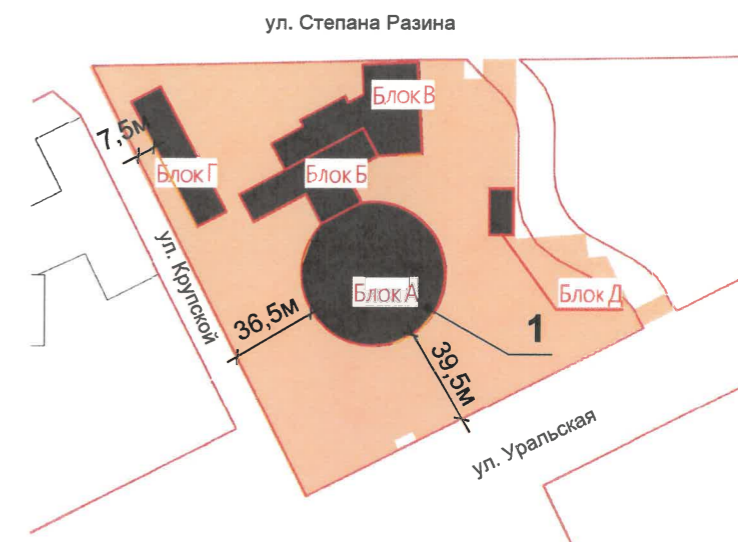 ул. Степана Разина
Блок В
7,5м
Блок Г
Блок Б
ул. Крупской
Блок А
Блок Д
36,5м
1
39,5м
ул. Уральская